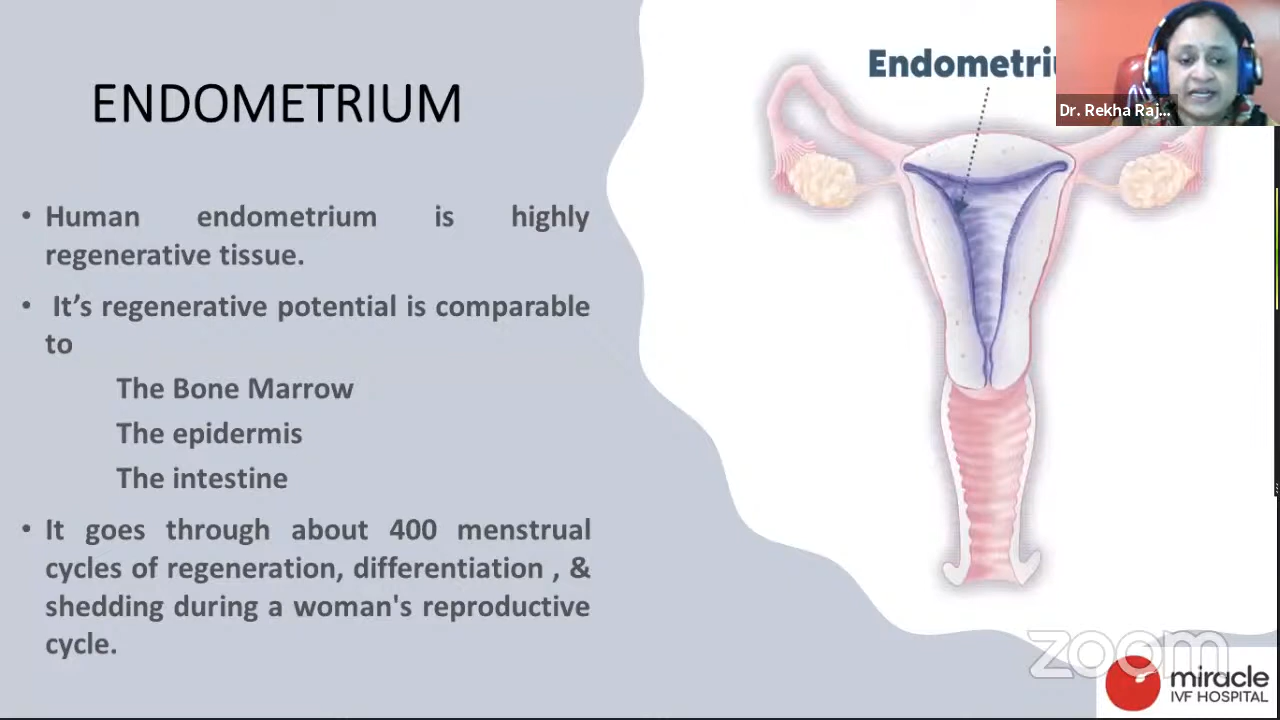 ENDOMETRIUM
• Human endometrium is highly
regenerative tissue.
• It’s regenerative potential is comparable
to
The Bone Marrow
The epidermis
The intestine
• It goes through about 400 menstrual
cycles of regeneration, differentiation , &
shedding during a woman's reproductive
cycle.
Endometri
Dr. Rekha Raj...
zoom
miracle
IVF HOSPITAL